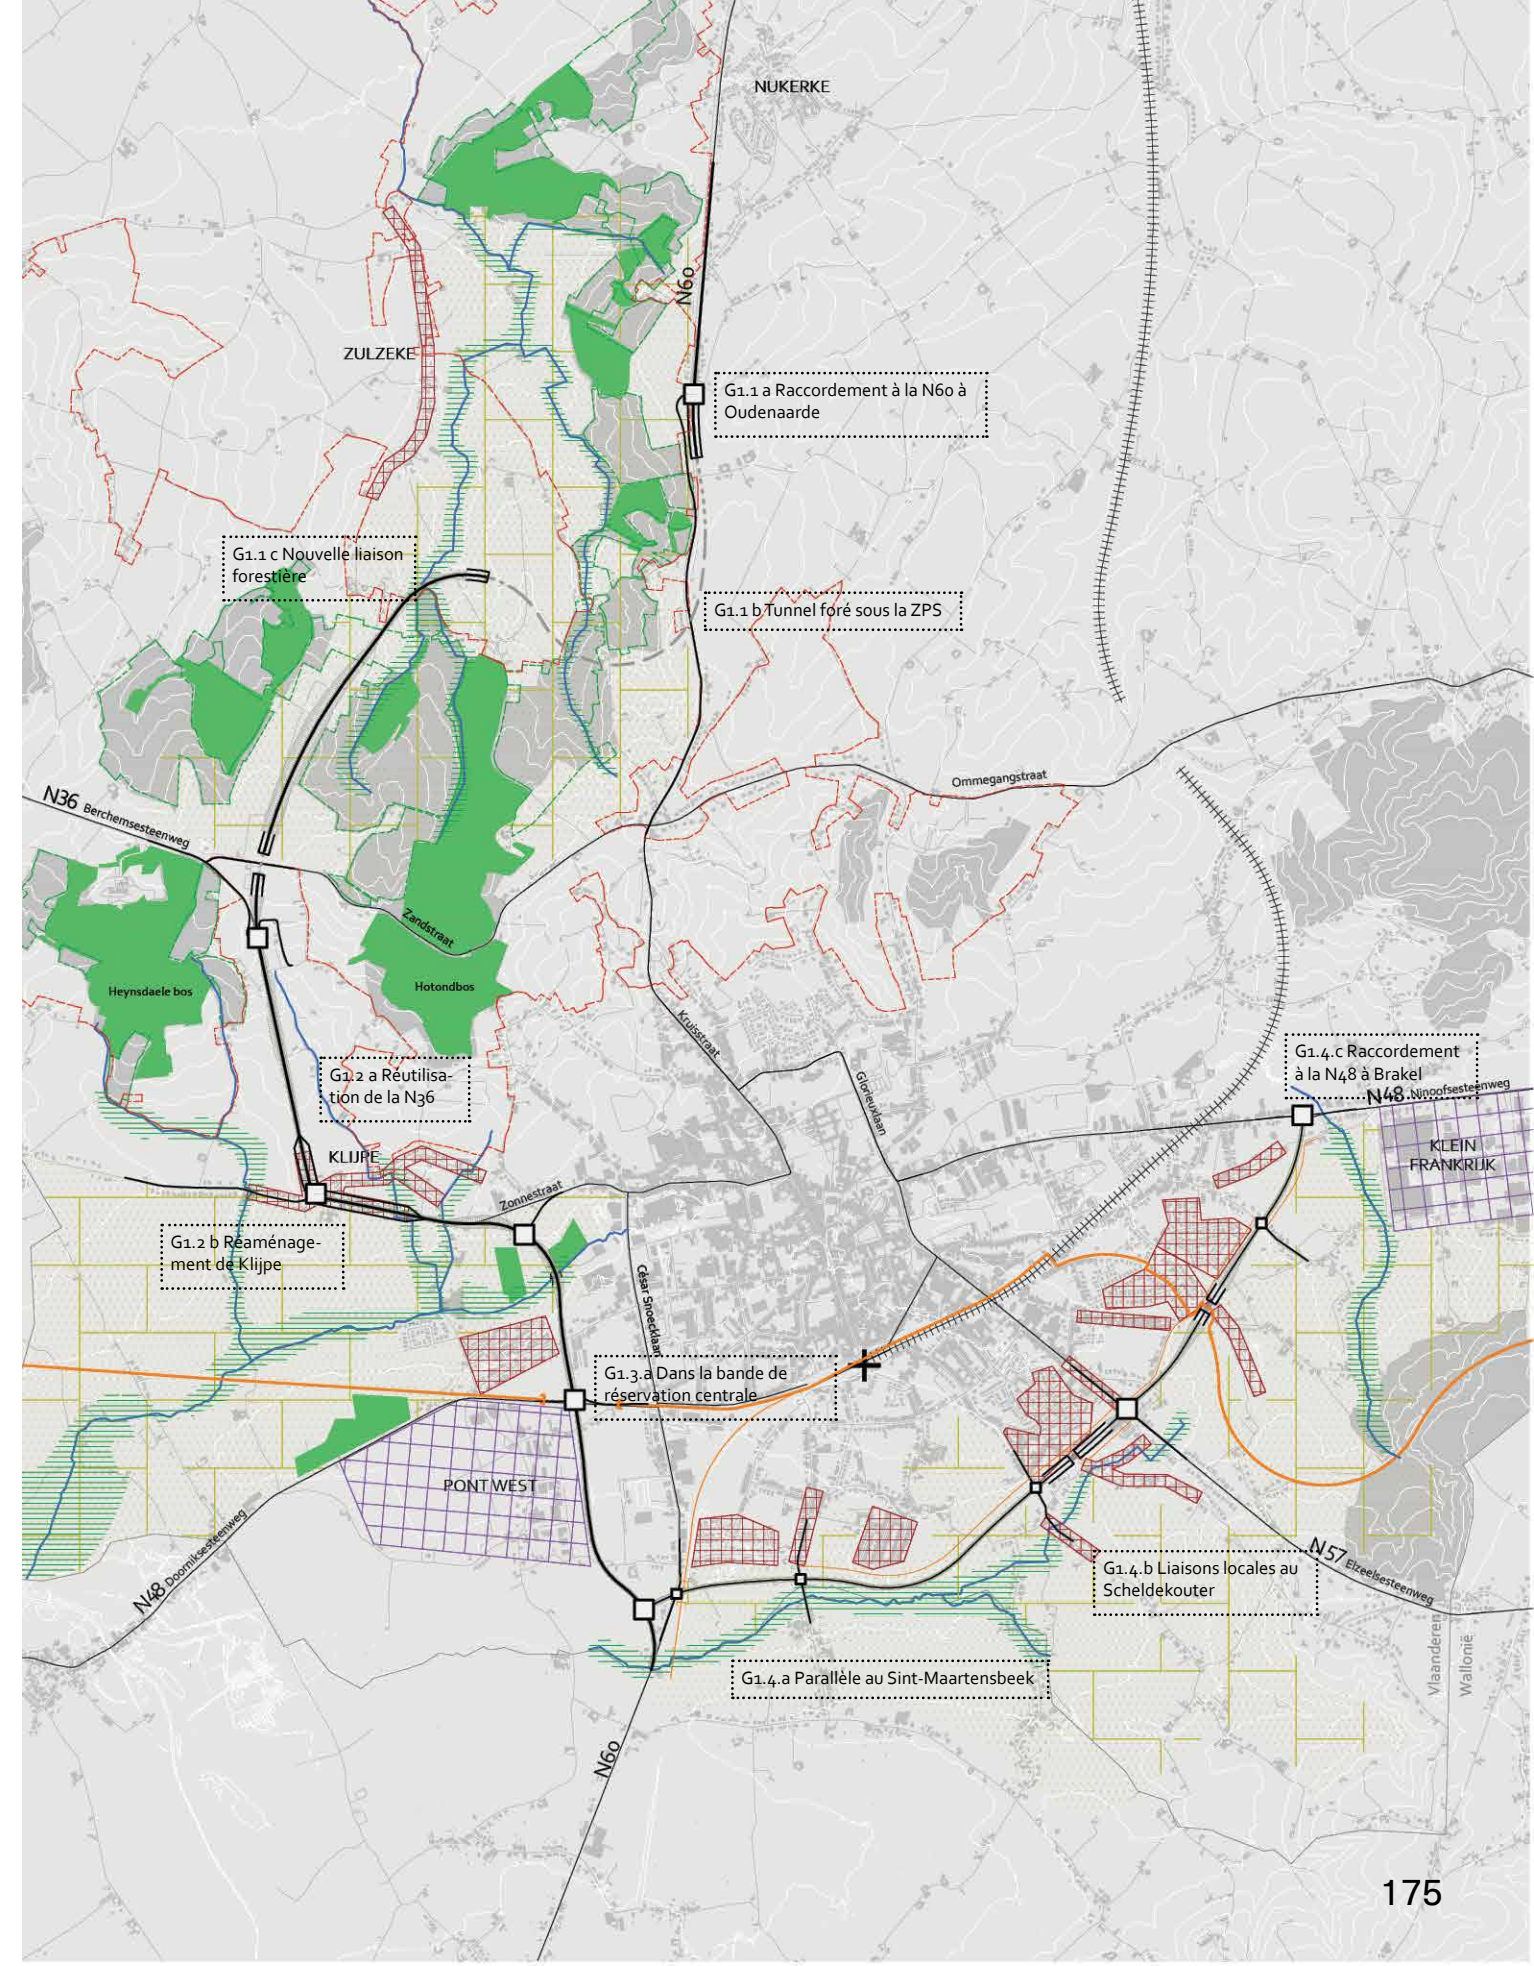 NUKERKE
N60
ZULZEKE
G1.1 a Raccordement à la N60 à
Oudenaarde
G1.1 c Nouvelle liaison
forestière
G1.1 b Tunnel foré sous la ZPS
Ommegangstraat
N36 Berchemsesteenweg
Zandstraat
Heynsdaele bos
Hotondbos
Kruisstraat
Glorieuxlaan
G1.2 a Réutilisa-
tion de la N36
G1.4.c Raccordement
à la N48 à Brakel
N48 Ninoofsesteenweg
KLEIN
FRANKRIJK
KLIJPE
Zonnestraat
G1.2 b Réaménage-
ment de Klijpe
César Snoecklaan
G1.3.a Dans la bande de
réservation centrale
PONT WEST
N48 Doorniksesteenweg
N57 Elzeelsesteenweg
G1.4.b Liaisons locales au
Scheldekouter
Vlaanderen
Wallonië
G1.4.a Parallèle au Sint-Maartensbeek
N60
175